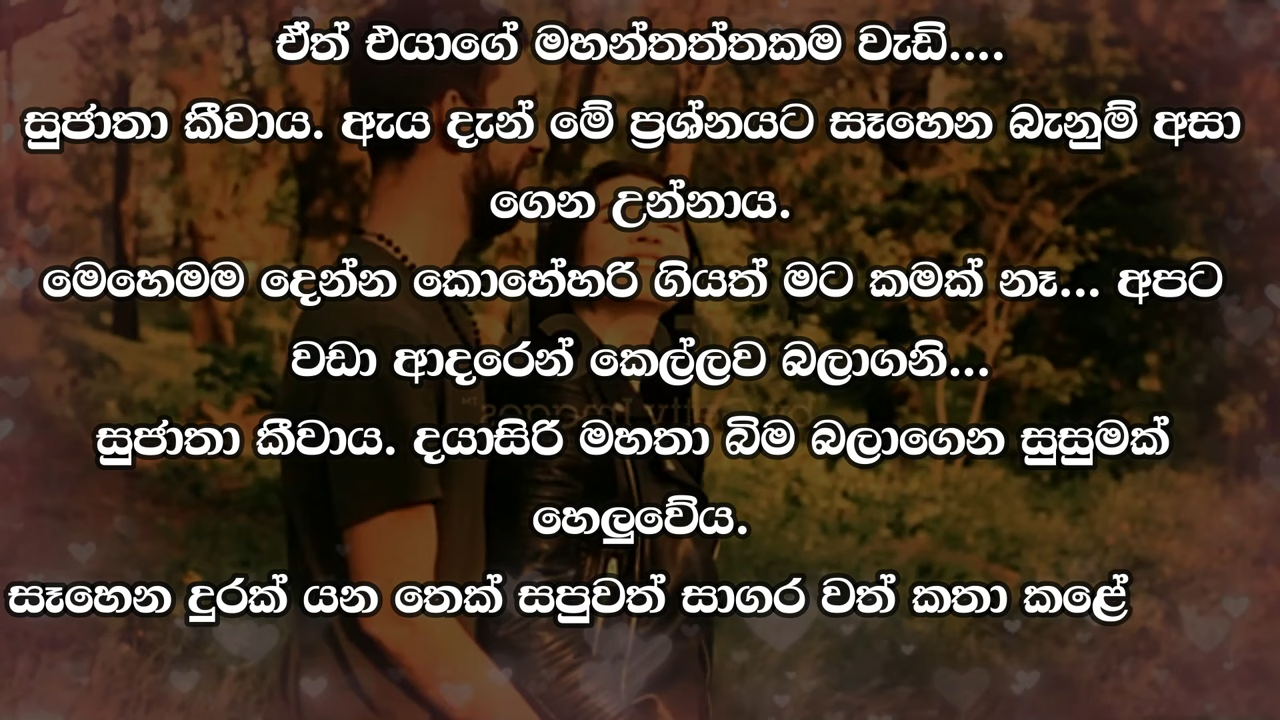 ඒත් එයාගේ මහන්තත්තකම වැඩි....
සුජාතා කීවාය. ඇය දැන් මේ ප්‍රශ්නයට සෑහෙන බැනුම් අසා
ගෙන උන්නාය.
මෙහෙමම දෙන්න කොහේහරි ගියත් මට කමක් නෑ... අපට
වඩා ආදරෙන් කෙල්ලව බලාගනි...
සුජාතා කීවාය. දයාසිරි මහතා බිම බලාගෙන සුසුමක්
හෙලුවේය.
සෑහෙන දුරක් යන තෙක් සපුවත් සාගර වත් කතා කළේ